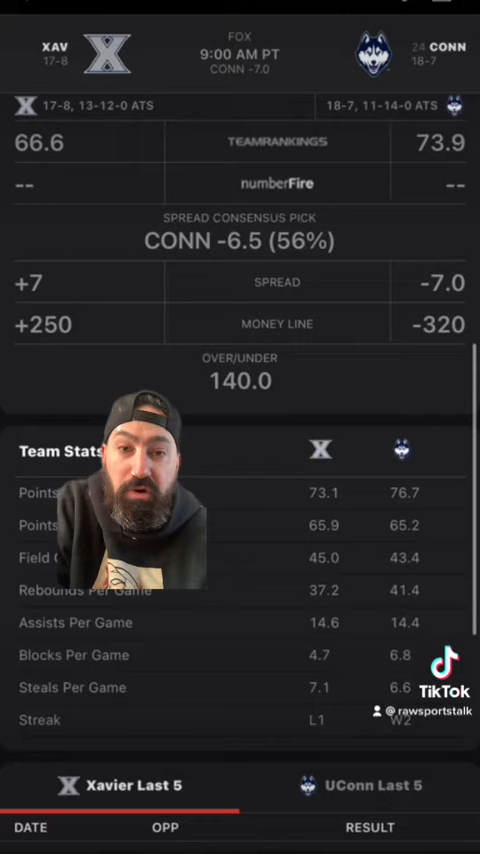 FOX
XAV 9:00 AM PT 24 CONN
17-8 CONN -7.0 18-7
17-8, 13-12-0 ATS 18-7, 11-14-0 ATS
66.6 TEAMRANKINGS 73.9
-- numberFire --
SPREAD CONSENSUS PICK
CONN -6.5 (56%)
+7 SPREAD -7.0
+250 MONEY LINE -320
OVER/UNDER
140.0
Team Stats
Points 73.1 76.7
Points 65.9 65.2
Field 45.0 43.4
Rebounds Per Game 37.2 41.4
Assists Per Game 14.6 14.4
Blocks Per Game 4.7 6.8
Steals Per Game 7.1 6.6
TikTok
@ rawsportstalk
Streak L1 W2
Xavier Last 5 UConn Last 5
DATE OPP RESULT